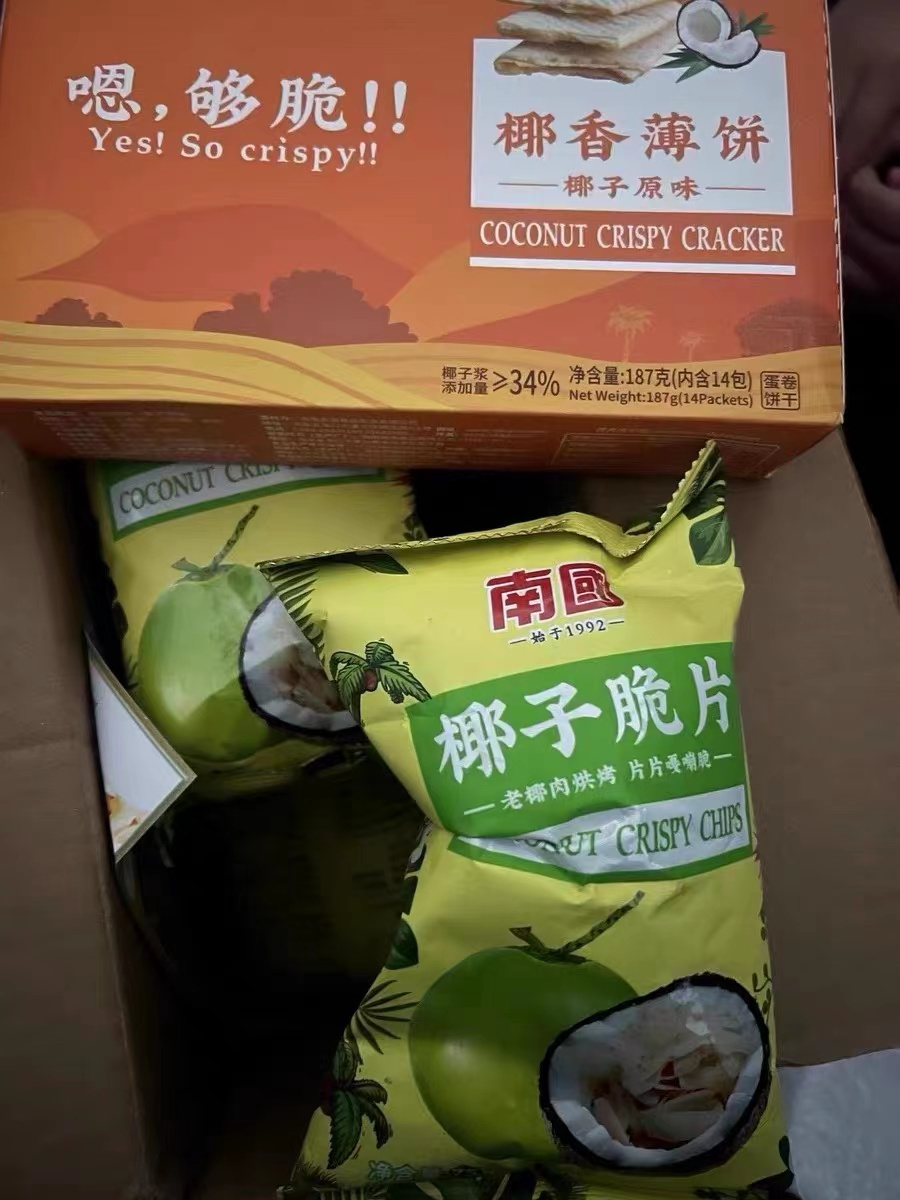 嗯,够脆!!
Yes! So crispy!!
椰香薄饼
椰子原味
COCONUT CRISPY CRACKER
椰子浆
添加量≥34%
净含量:187克(内含14包)
Net Weight:187g(14Packets)
蛋卷
饼干
COCONUT
南國
始于1992
椰子脆片
老椰肉烘烤 片片嘎嘣脆
CRISPY CHIPS
净含